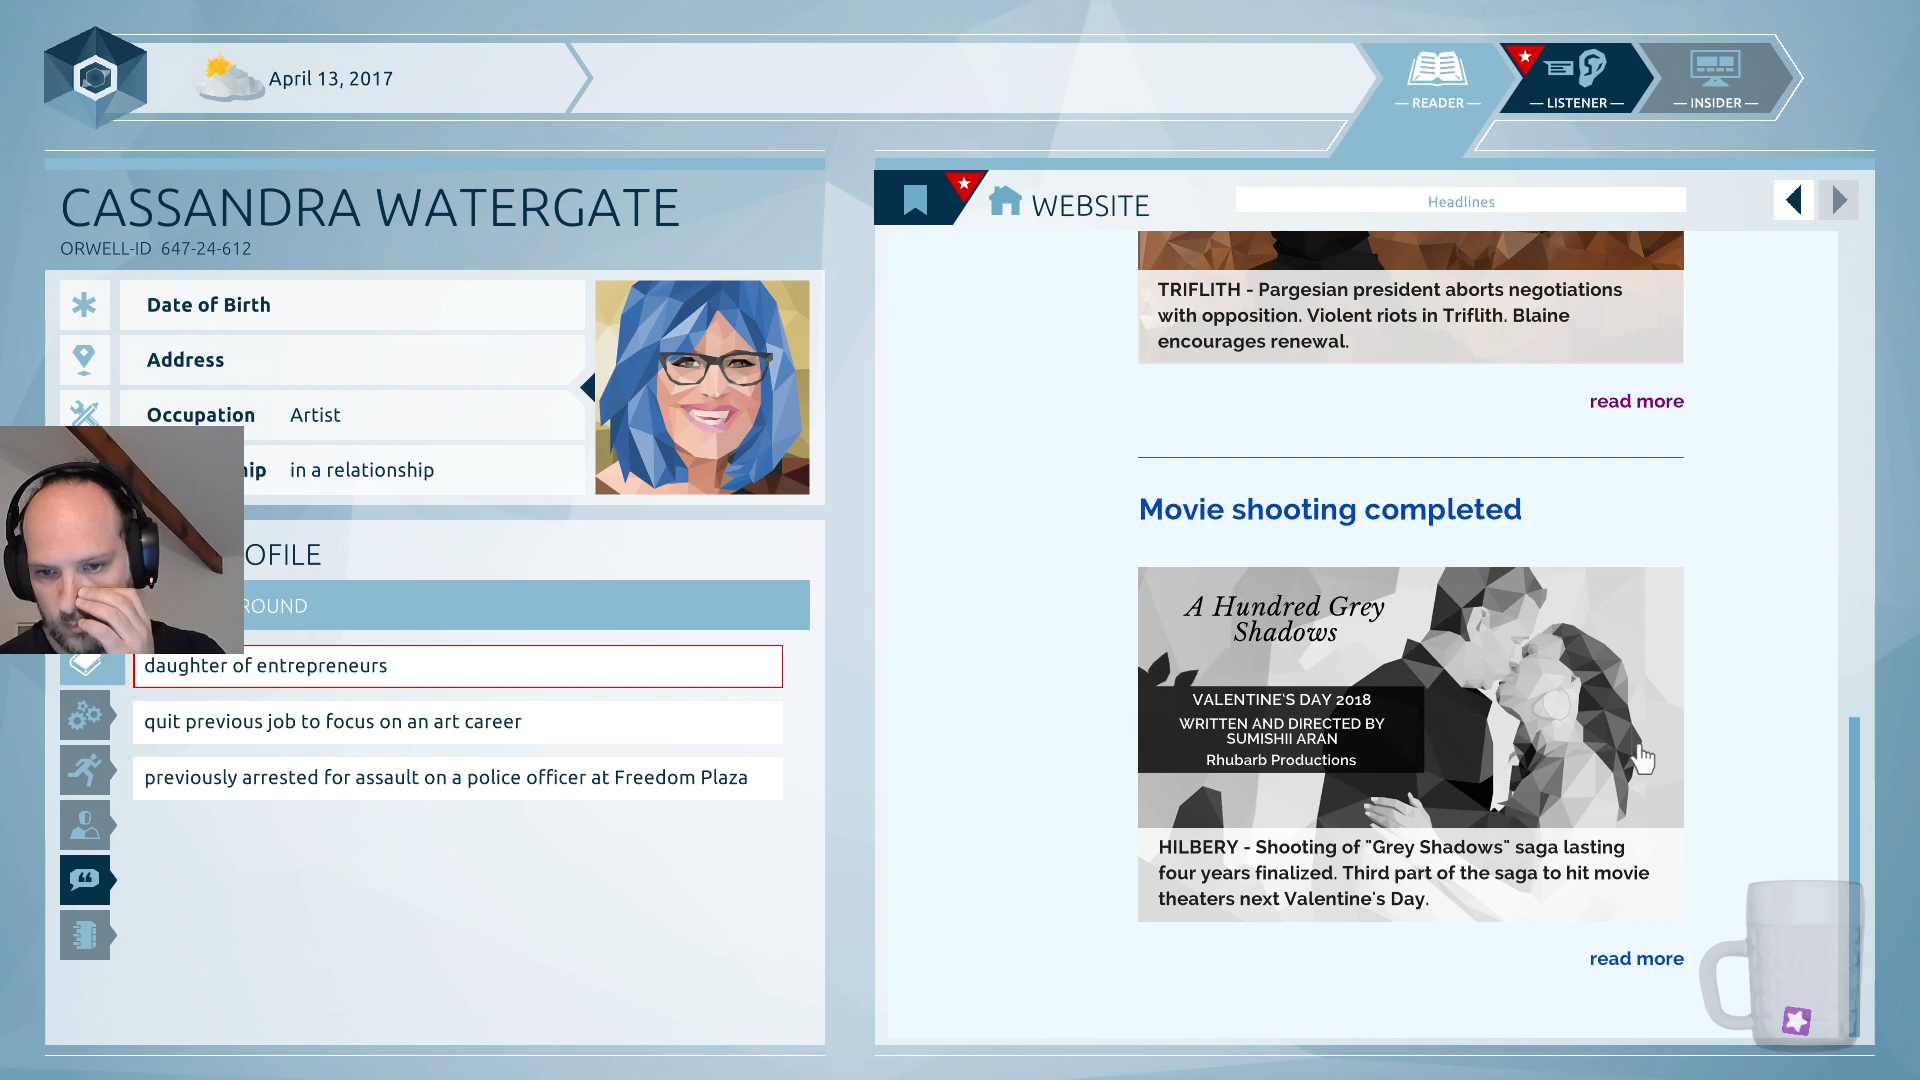 April 13, 2017
— READER —
— LISTENER —
— INSIDER —
CASSANDRA WATERGATE
ORWELL-ID 647-24-612
Date of Birth
Address
Occupation Artist
ip in a relationship
OFILE
ROUND
daughter of entrepreneurs
quit previous job to focus on an art career
previously arrested for assault on a police officer at Freedom Plaza
WEBSITE
Headlines
TRIFLITH - Pargesian president aborts negotiations
with opposition. Violent riots in Triflith. Blaine
encourages renewal.
read more
Movie shooting completed
A Hundred Grey
Shadows
VALENTINE'S DAY 2018
WRITTEN AND DIRECTED BY
SUMISHII ARAN
Rhubarb Productions
HILBERY - Shooting of "Grey Shadows" saga lasting
four years finalized. Third part of the saga to hit movie
theaters next Valentine's Day.
read more